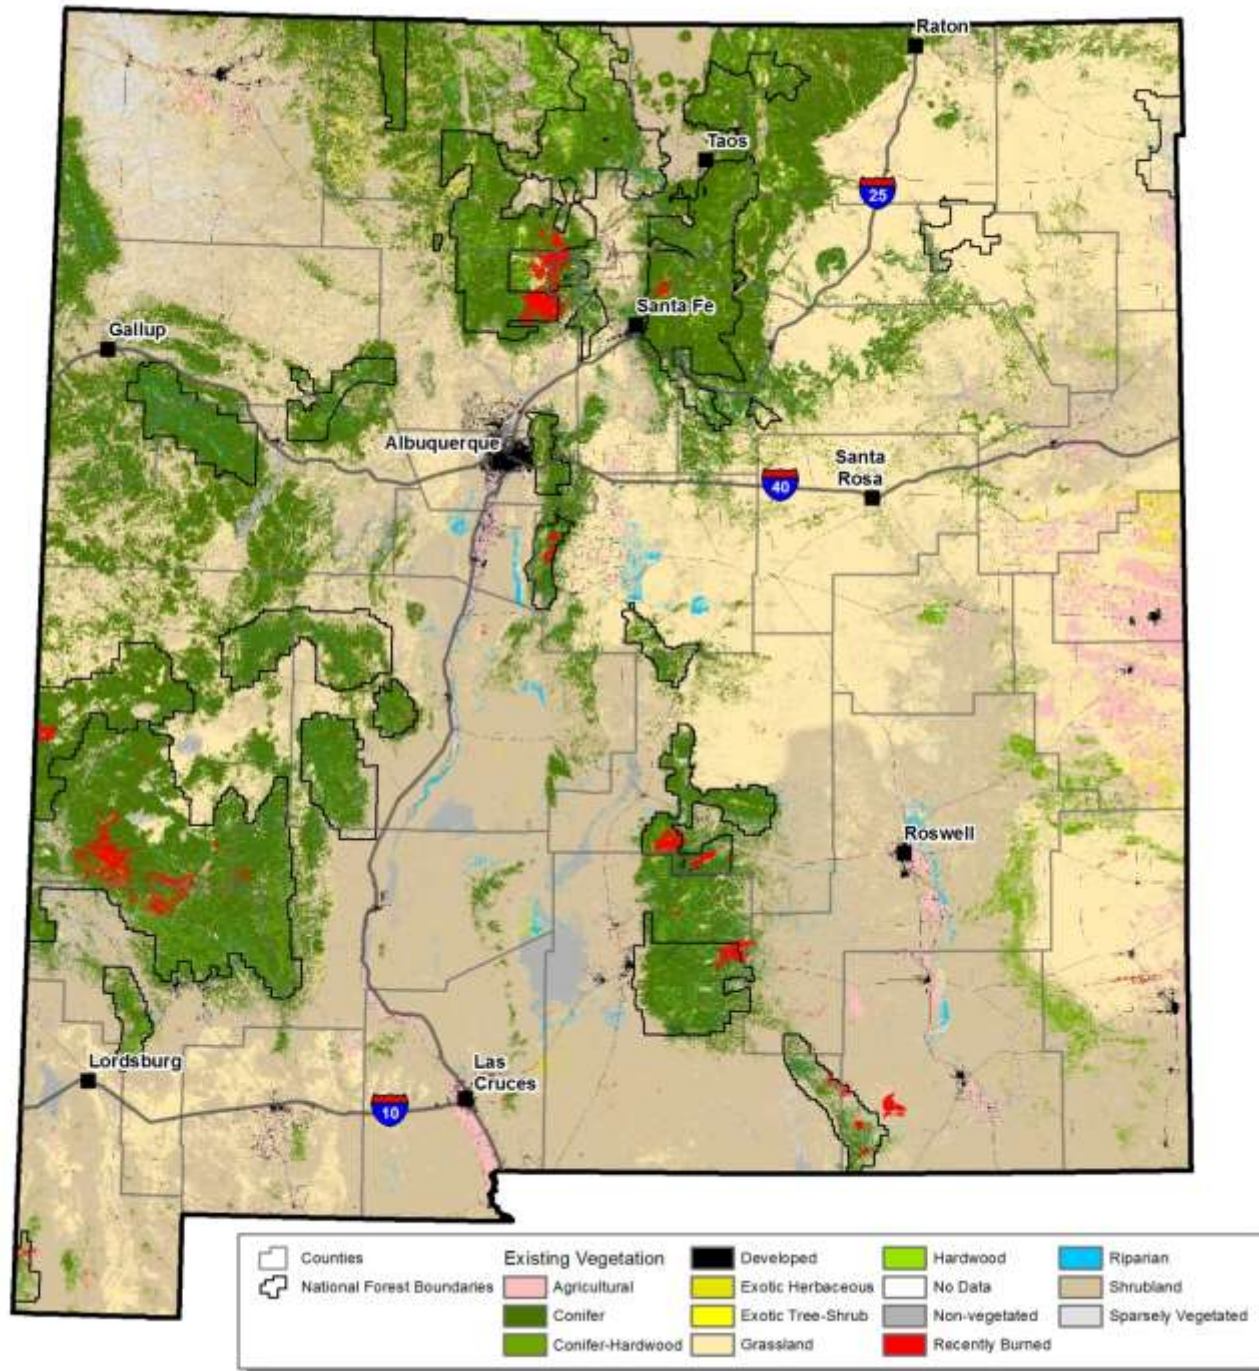 Raton
Taos
25
Santa Fe
Gallup
Albuquerque
Santa
Rosa
40
Roswell
Lordsburg
Las
Cruces
10
Counties
National Forest Boundaries
Existing Vegetation
Agricultural
Conifer
Conifer-Hardwood
Developed
Exotic Herbaceous
Exotic Tree-Shrub
Grassland
Hardwood
No Data
Non-vegetated
Recently Burned
Riparian
Shrubland
Sparsely Vegetated